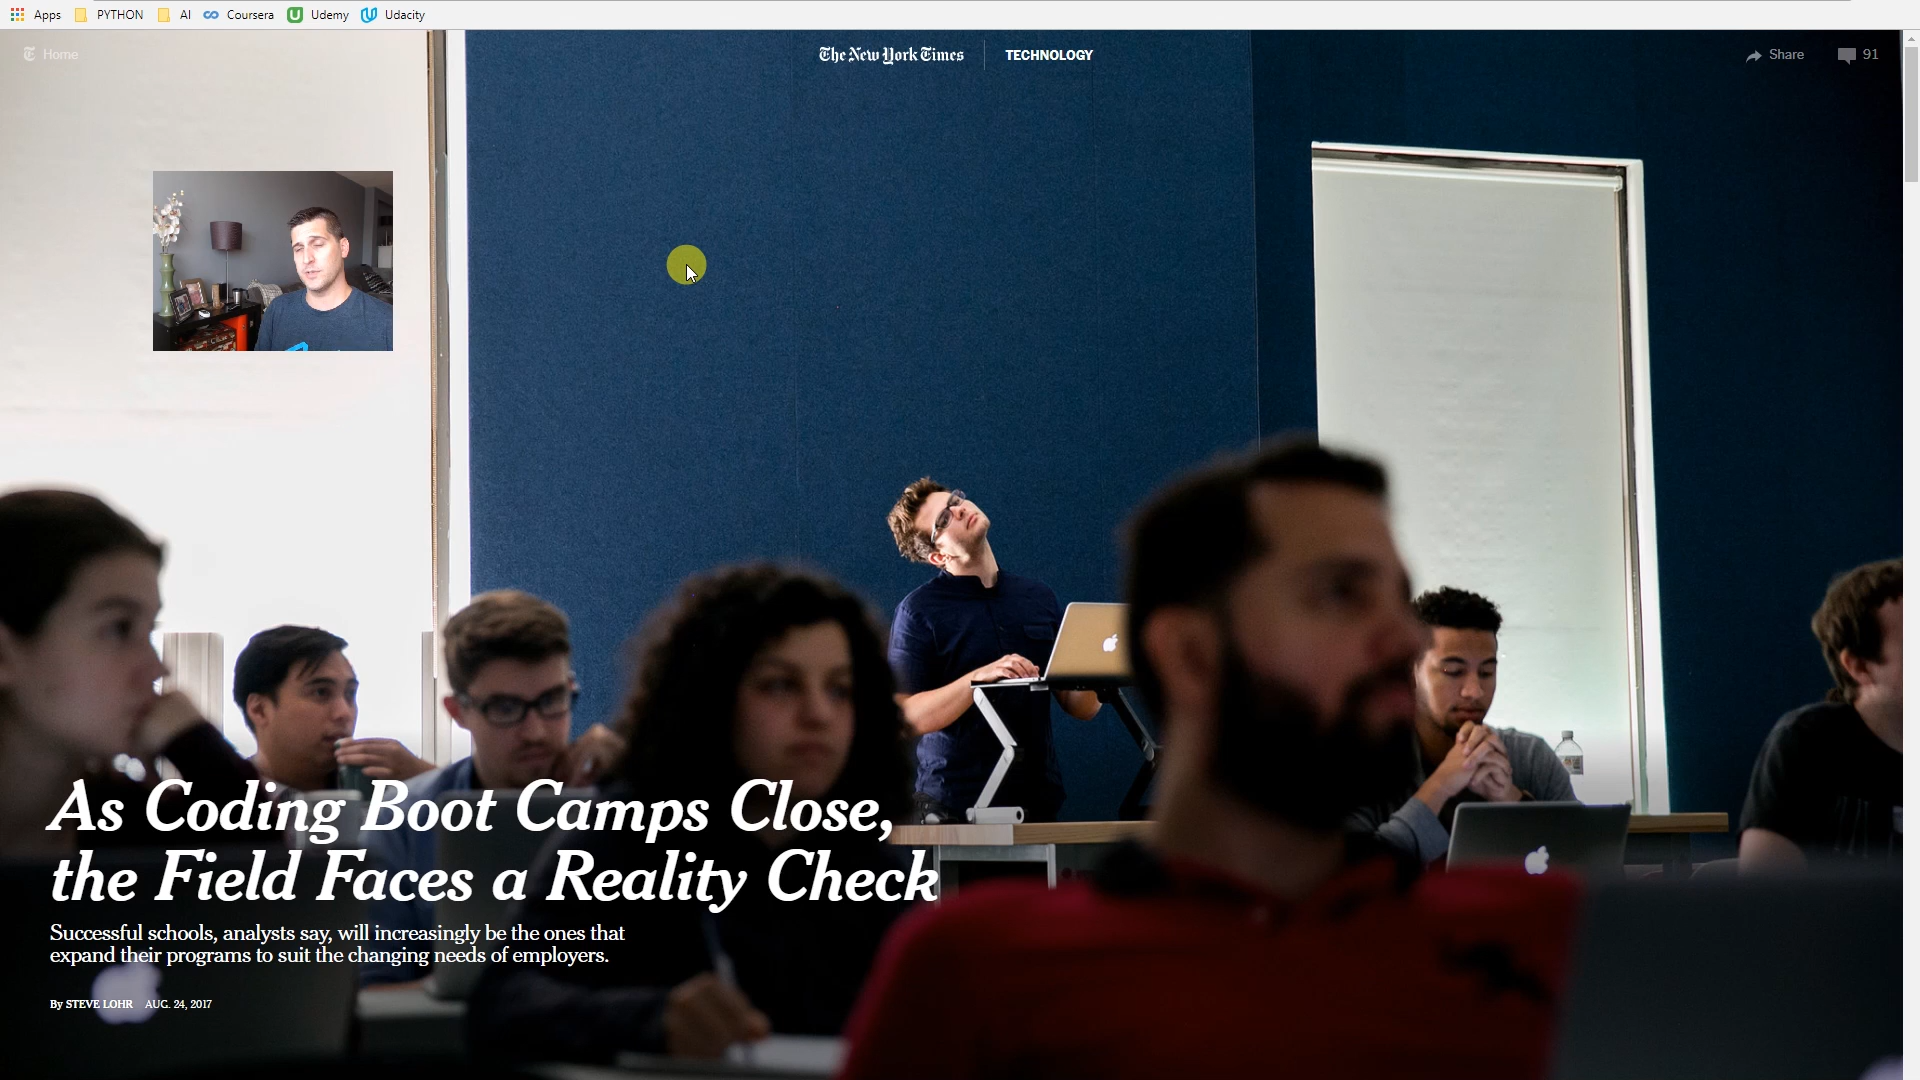 Apps PYTHON AI Coursera Udemy Udacity
Home
The New York Times TECHNOLOGY
Share 91
As Coding Boot Camps Close,
the Field Faces a Reality Check
Successful schools, analysts say, will increasingly be the ones that
expand their programs to suit the changing needs of employers.
By STEVE LOHR AUG. 24, 2017